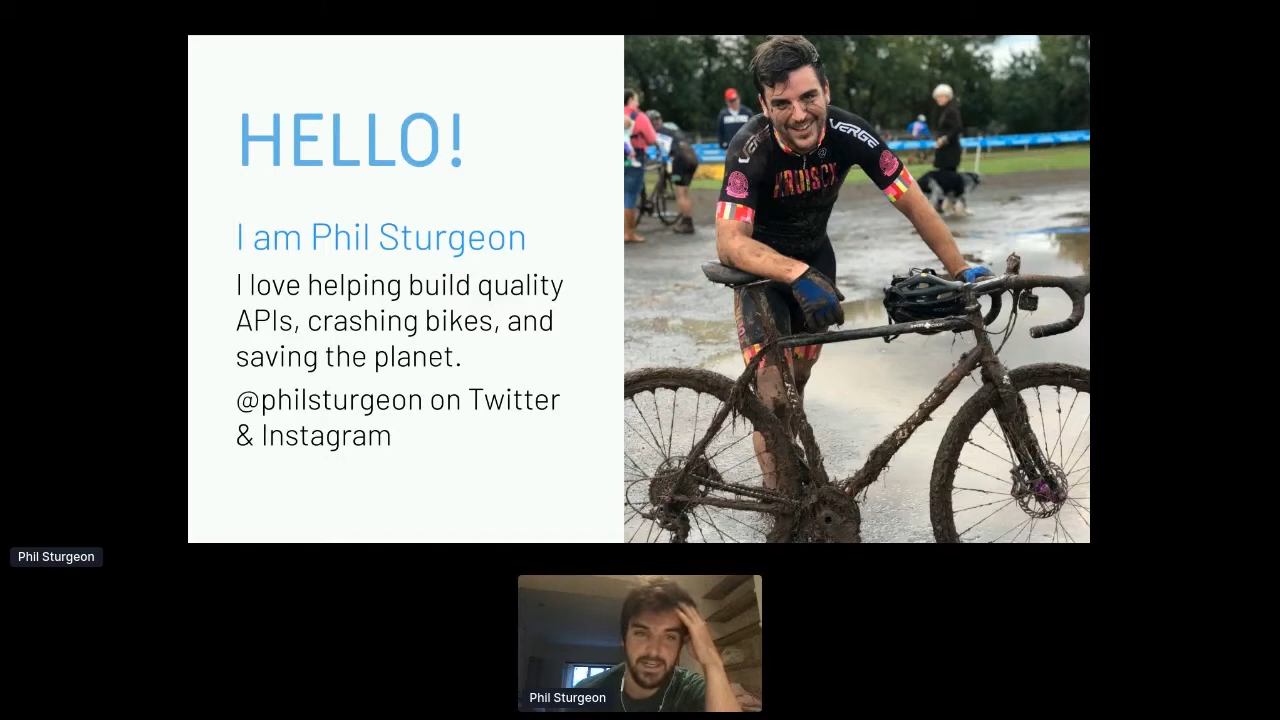 HELLO!
I am Phil Sturgeon
I love helping build quality
APIs, crashing bikes, and
saving the planet.
@philsturgeon on Twitter
& Instagram
VERGE
Phil Sturgeon
Phil Sturgeon